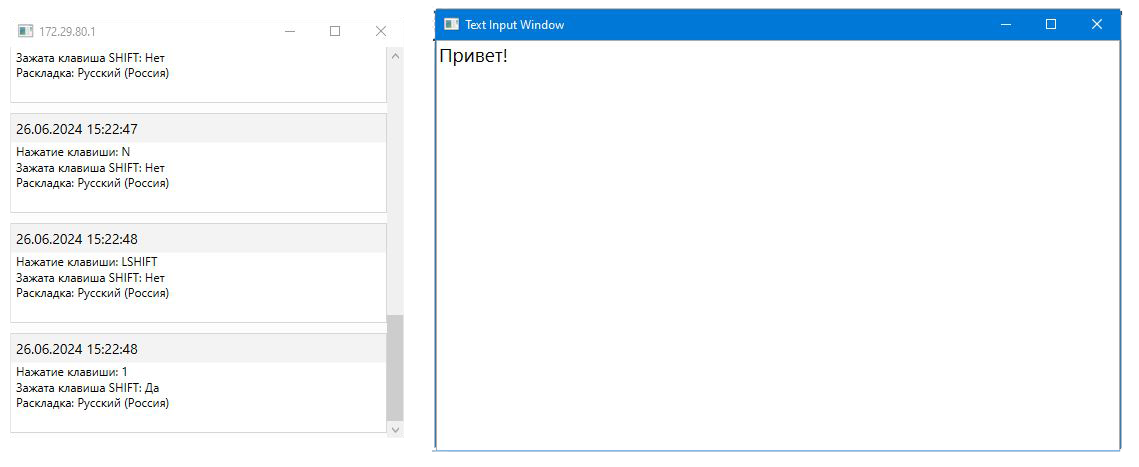 172.29.80.1
Зажата клавиша SHIFT: Нет
Раскладка: Русский (Россия)
26.06.2024 15:22:47
Нажатие клавиши: N
Зажата клавиша SHIFT: Нет
Раскладка: Русский (Россия)
26.06.2024 15:22:48
Нажатие клавиши: LSHIFT
Зажата клавиша SHIFT: Нет
Раскладка: Русский (Россия)
26.06.2024 15:22:48
Нажатие клавиши: 1
Зажата клавиша SHIFT: Да
Раскладка: Русский (Россия)
Text Input Window
Привет!